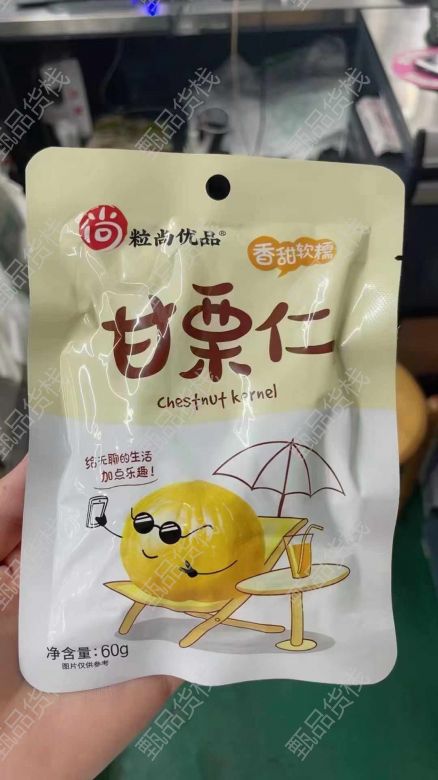 尚
粒尚优品®
香甜软糯
甘栗仁
Chestnut kernel
给无聊的生活
加点乐趣！
净含量:60g
图片仅供参考
甄品货栈